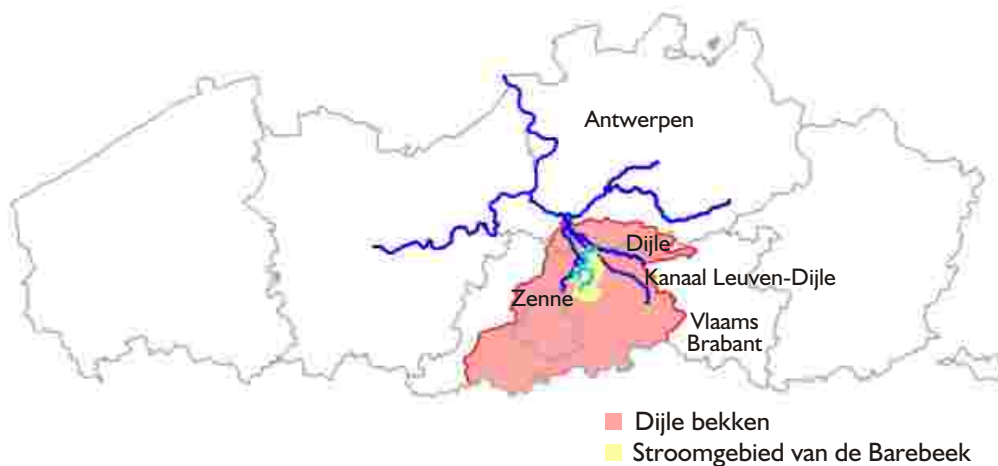 Antwerpen
Dijle
Kanaal Leuven-Dijle
Zenne
Vlaams
Brabant
Dijle bekken
Stroomgebied van de Barebeek